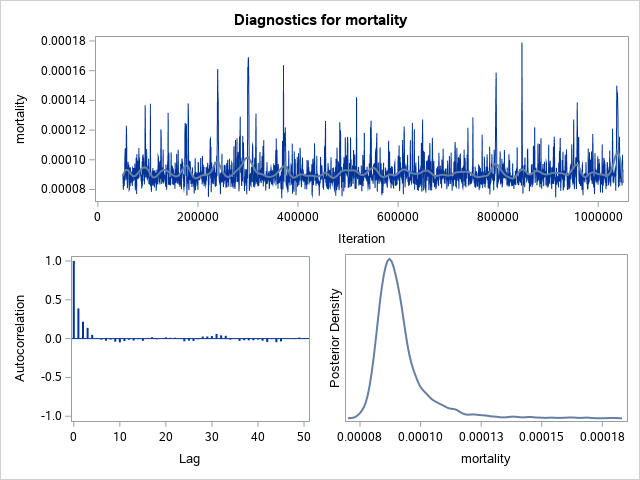 Diagnostics for mortality
mortality
0.00018
0.00016
0.00014
0.00012
0.00010
0.00008
0 200000 400000 600000 800000 1000000
Iteration
Autocorrelation
1.0
0.5
0.0
-0.5
-1.0
0 10 20 30 40 50
Lag
Posterior Density
0.00008 0.00010 0.00013 0.00015 0.00018
mortality